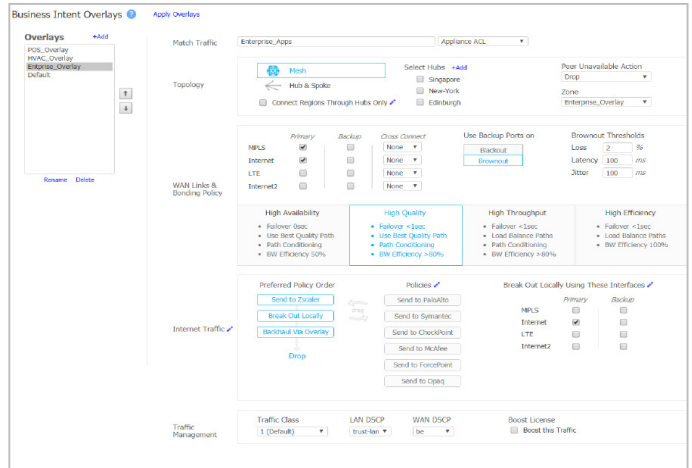 Business Intent Overlays ? Apply Overlays
Overlays +Add
POS_Overlay
HVAC_Overlay
Entprise_Overlay
Default
Rename Delete
Match Traffic Enterprise_Apps Appliance ACL
Topology
Mesh
Hub & Spoke
Connect Regions Through Hubs Only
Select Hubs +Add
Singapore
New-York
Edinburgh
Peer Unavailable Action
Drop
Zone
Enterprise_Overlay
WAN Links &
Bonding Policy
Primary Backup Cross Connect
MPLS None
Internet None
LTE None
Internet2 None
Use Backup Ports on
Blackout
Brownout
Brownout Thresholds
Loss 2 %
Latency 100 ms
Jitter 100 ms
High Availability
• Failover 0sec
• Use Best Quality Path
• Path Conditioning
• BW Efficiency 50%
High Quality
• Failover <1sec
• Use Best Quality Path
• Path Conditioning
• BW Efficiency >80%
High Throughput
• Failover <1sec
• Load Balance Paths
• Path Conditioning
• BW Efficiency >80%
High Efficiency
• Failover <1sec
• Load Balance Paths
• BW Efficiency 100%
Internet Traffic
Preferred Policy Order
Send to Zscaler
Break Out Locally
Backhaul Via Overlay
Drop
drag
Policies
Send to PaloAlto
Send to Symantec
Send to CheckPoint
Send to McAfee
Send to ForcePoint
Send to Opaq
Break Out Locally Using These Interfaces
Primary Backup
MPLS
Internet
LTE
Internet2
Traffic
Management
Traffic Class
1 (Default)
LAN DSCP
trust-lan
WAN DSCP
be
Boost License
Boost this Traffic